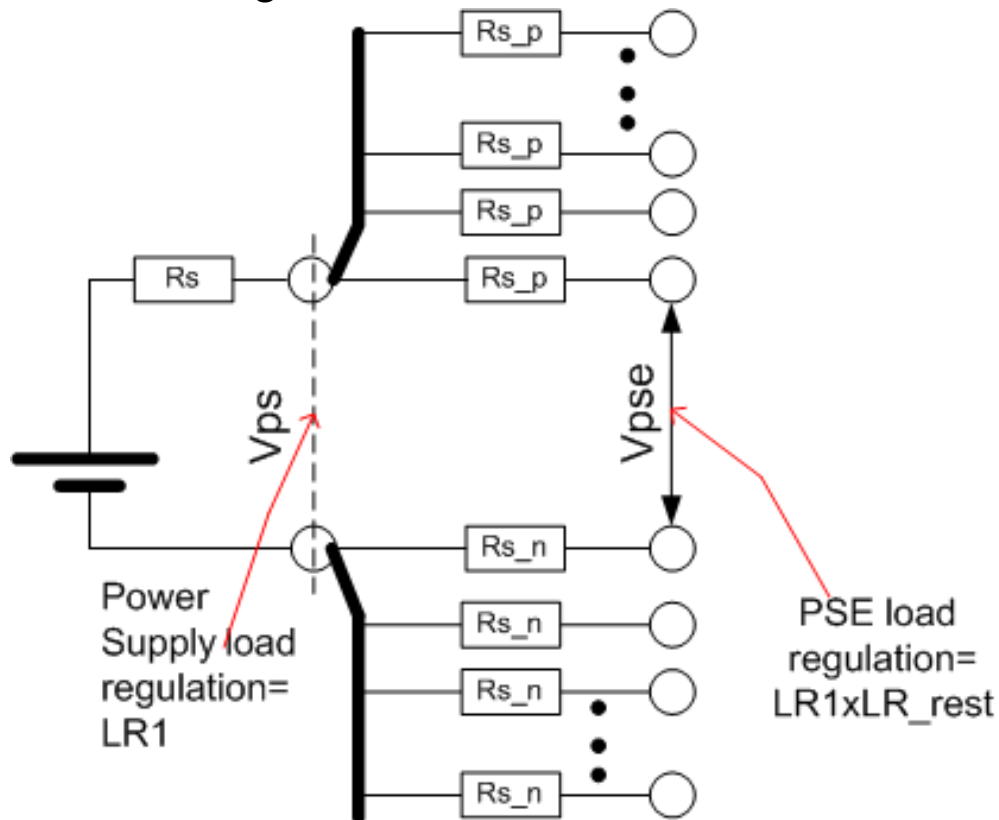 Rs_p
Rs_p
Rs_p
Rs
Rs_p
Vps
Vpse
Rs_n
Power
Supply load
regulation=
LR1
Rs_n
Rs_n
Rs_n
PSE load
regulation=
LR1xLR_rest